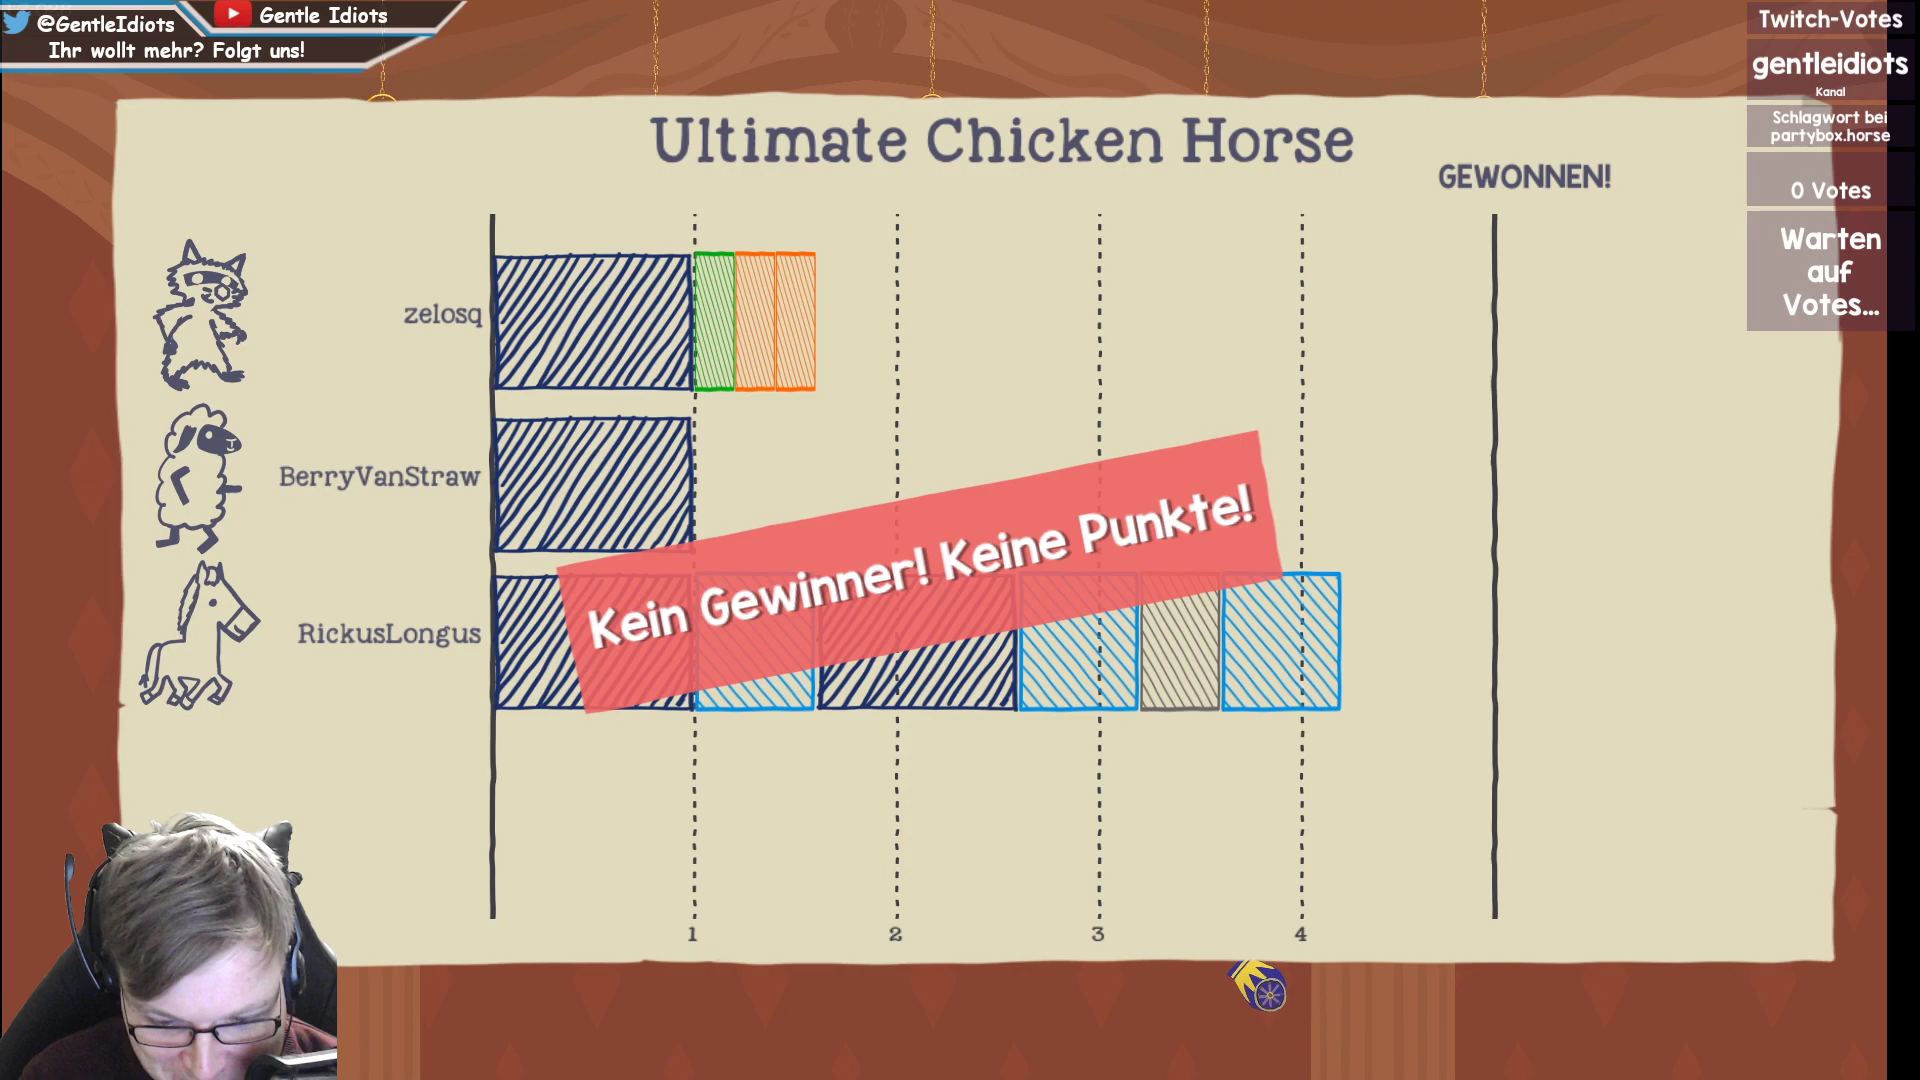 @GentleIdiots
Gentle Idiots
Ihr wollt mehr? Folgt uns!
Ultimate Chicken Horse
GEWONNEN!
Twitch-Votes
gentleidiots
Kanal
Schlagwort bei
partybox.horse
0 Votes
Warten
auf
Votes...
zelosq
BerryVanStraw
RickusLongus
Kein Gewinner! Keine Punkte!
1 2 3 4